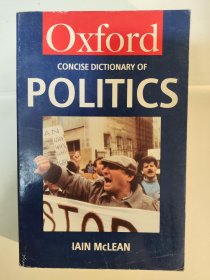 Oxford
CONCISE DICTIONARY OF
POLITICS
STOP
IAIN McLEAN